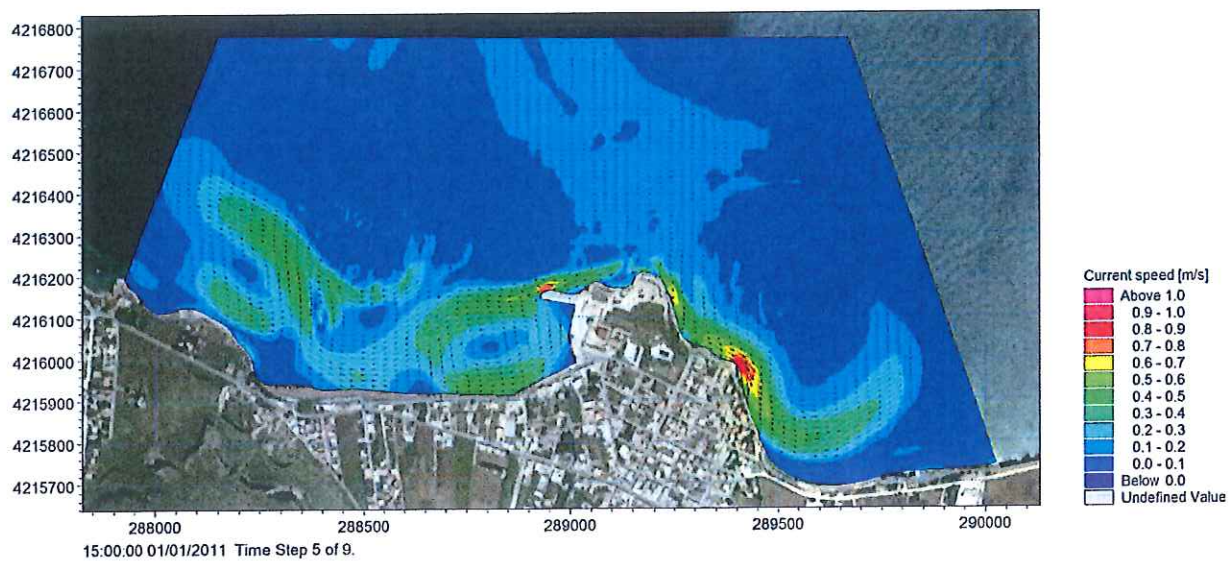 4216800
4216700
4216600
4216500
4216400
4216300
4216200
4216100
4216000
4215900
4215800
4215700
288000 288500 289000 289500 290000
15:00:00 01/01/2011 Time Step 5 of 9.
Current speed [m/s]
Above 1.0
0.9 - 1.0
0.8 - 0.9
0.7 - 0.8
0.6 - 0.7
0.5 - 0.6
0.4 - 0.5
0.3 - 0.4
0.2 - 0.3
0.1 - 0.2
0.0 - 0.1
Below 0.0
Undefined Value